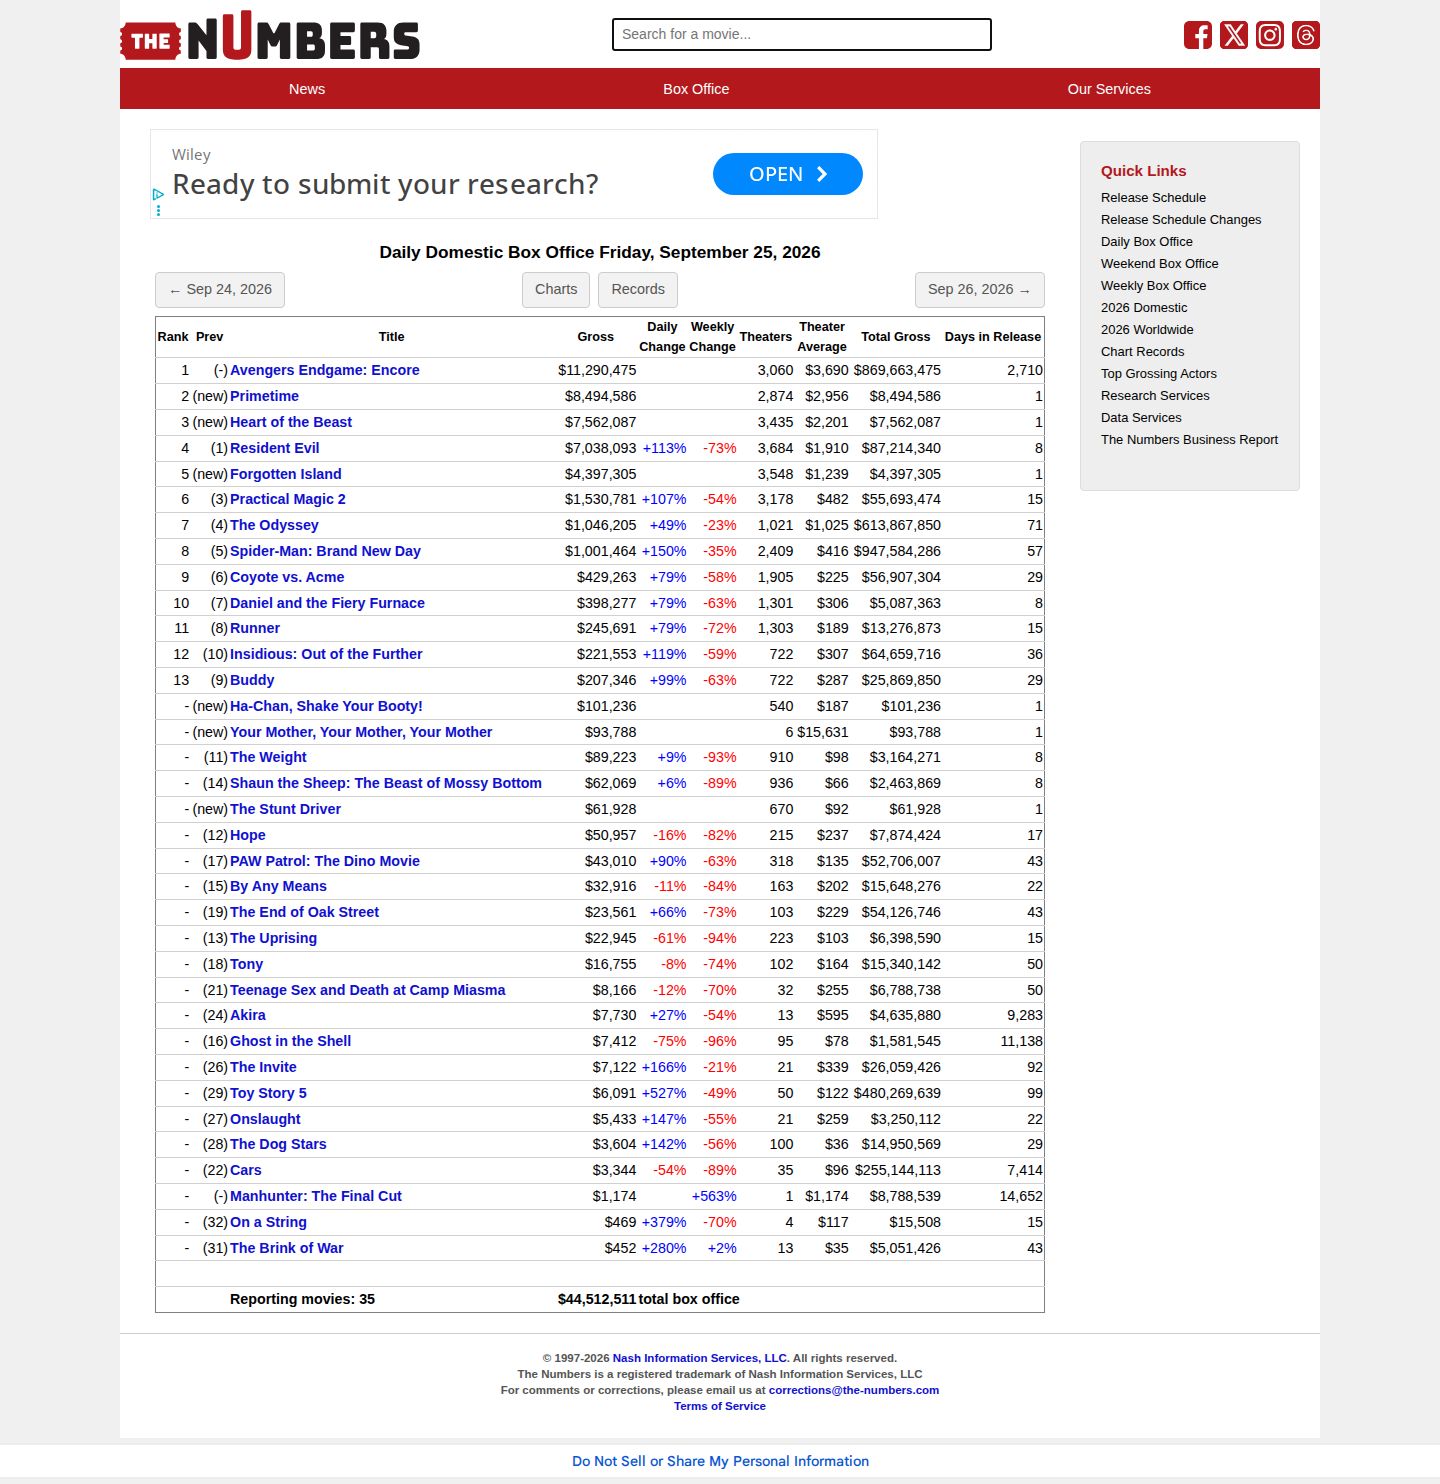 THE NUMBERS
Search for a movie...
News Box Office Our Services
Wiley
Ready to submit your research?
OPEN
Quick Links
Release Schedule
Release Schedule Changes
Daily Box Office
Weekend Box Office
Weekly Box Office
2026 Domestic
2026 Worldwide
Chart Records
Top Grossing Actors
Research Services
Data Services
The Numbers Business Report
Daily Domestic Box Office Friday, September 25, 2026
← Sep 24, 2026 Charts Records Sep 26, 2026 →
Rank Prev Title Gross Daily Change Weekly Change Theaters Theater Average Total Gross Days in Release
1 (-) Avengers Endgame: Encore $11,290,475 3,060 $3,690 $869,663,475 2,710
2 (new) Primetime $8,494,586 2,874 $2,956 $8,494,586 1
3 (new) Heart of the Beast $7,562,087 3,435 $2,201 $7,562,087 1
4 (1) Resident Evil $7,038,093 +113% -73% 3,684 $1,910 $87,214,340 8
5 (new) Forgotten Island $4,397,305 3,548 $1,239 $4,397,305 1
6 (3) Practical Magic 2 $1,530,781 +107% -54% 3,178 $482 $55,693,474 15
7 (4) The Odyssey $1,046,205 +49% -23% 1,021 $1,025 $613,867,850 71
8 (5) Spider-Man: Brand New Day $1,001,464 +150% -35% 2,409 $416 $947,584,286 57
9 (6) Coyote vs. Acme $429,263 +79% -58% 1,905 $225 $56,907,304 29
10 (7) Daniel and the Fiery Furnace $398,277 +79% -63% 1,301 $306 $5,087,363 8
11 (8) Runner $245,691 +79% -72% 1,303 $189 $13,276,873 15
12 (10) Insidious: Out of the Further $221,553 +119% -59% 722 $307 $64,659,716 36
13 (9) Buddy $207,346 +99% -63% 722 $287 $25,869,850 29
- (new) Ha-Chan, Shake Your Booty! $101,236 540 $187 $101,236 1
- (new) Your Mother, Your Mother, Your Mother $93,788 6 $15,631 $93,788 1
- (11) The Weight $89,223 +9% -93% 910 $98 $3,164,271 8
- (14) Shaun the Sheep: The Beast of Mossy Bottom $62,069 +6% -89% 936 $66 $2,463,869 8
- (new) The Stunt Driver $61,928 670 $92 $61,928 1
- (12) Hope $50,957 -16% -82% 215 $237 $7,874,424 17
- (17) PAW Patrol: The Dino Movie $43,010 +90% -63% 318 $135 $52,706,007 43
- (15) By Any Means $32,916 -11% -84% 163 $202 $15,648,276 22
- (19) The End of Oak Street $23,561 +66% -73% 103 $229 $54,126,746 43
- (13) The Uprising $22,945 -61% -94% 223 $103 $6,398,590 15
- (18) Tony $16,755 -8% -74% 102 $164 $15,340,142 50
- (21) Teenage Sex and Death at Camp Miasma $8,166 -12% -70% 32 $255 $6,788,738 50
- (24) Akira $7,730 +27% -54% 13 $595 $4,635,880 9,283
- (16) Ghost in the Shell $7,412 -75% -96% 95 $78 $1,581,545 11,138
- (26) The Invite $7,122 +166% -21% 21 $339 $26,059,426 92
- (29) Toy Story 5 $6,091 +527% -49% 50 $122 $480,269,639 99
- (27) Onslaught $5,433 +147% -55% 21 $259 $3,250,112 22
- (28) The Dog Stars $3,604 +142% -56% 100 $36 $14,950,569 29
- (22) Cars $3,344 -54% -89% 35 $96 $255,144,113 7,414
- (-) Manhunter: The Final Cut $1,174 +563% 1 $1,174 $8,788,539 14,652
- (32) On a String $469 +379% -70% 4 $117 $15,508 15
- (31) The Brink of War $452 +280% +2% 13 $35 $5,051,426 43
Reporting movies: 35 $44,512,511 total box office
© 1997-2026 Nash Information Services, LLC. All rights reserved.
The Numbers is a registered trademark of Nash Information Services, LLC
For comments or corrections, please email us at corrections@the-numbers.com
Terms of Service
Do Not Sell or Share My Personal Information